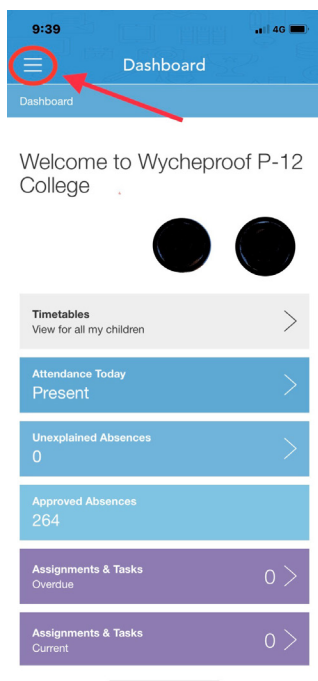 9:39 4G
Dashboard
Dashboard
Welcome to Wycheproof P-12
College
Timetables
View for all my children
Attendance Today
Present
Unexplained Absences
0
Approved Absences
264
Assignments & Tasks
Overdue 0
Assignments & Tasks
Current 0